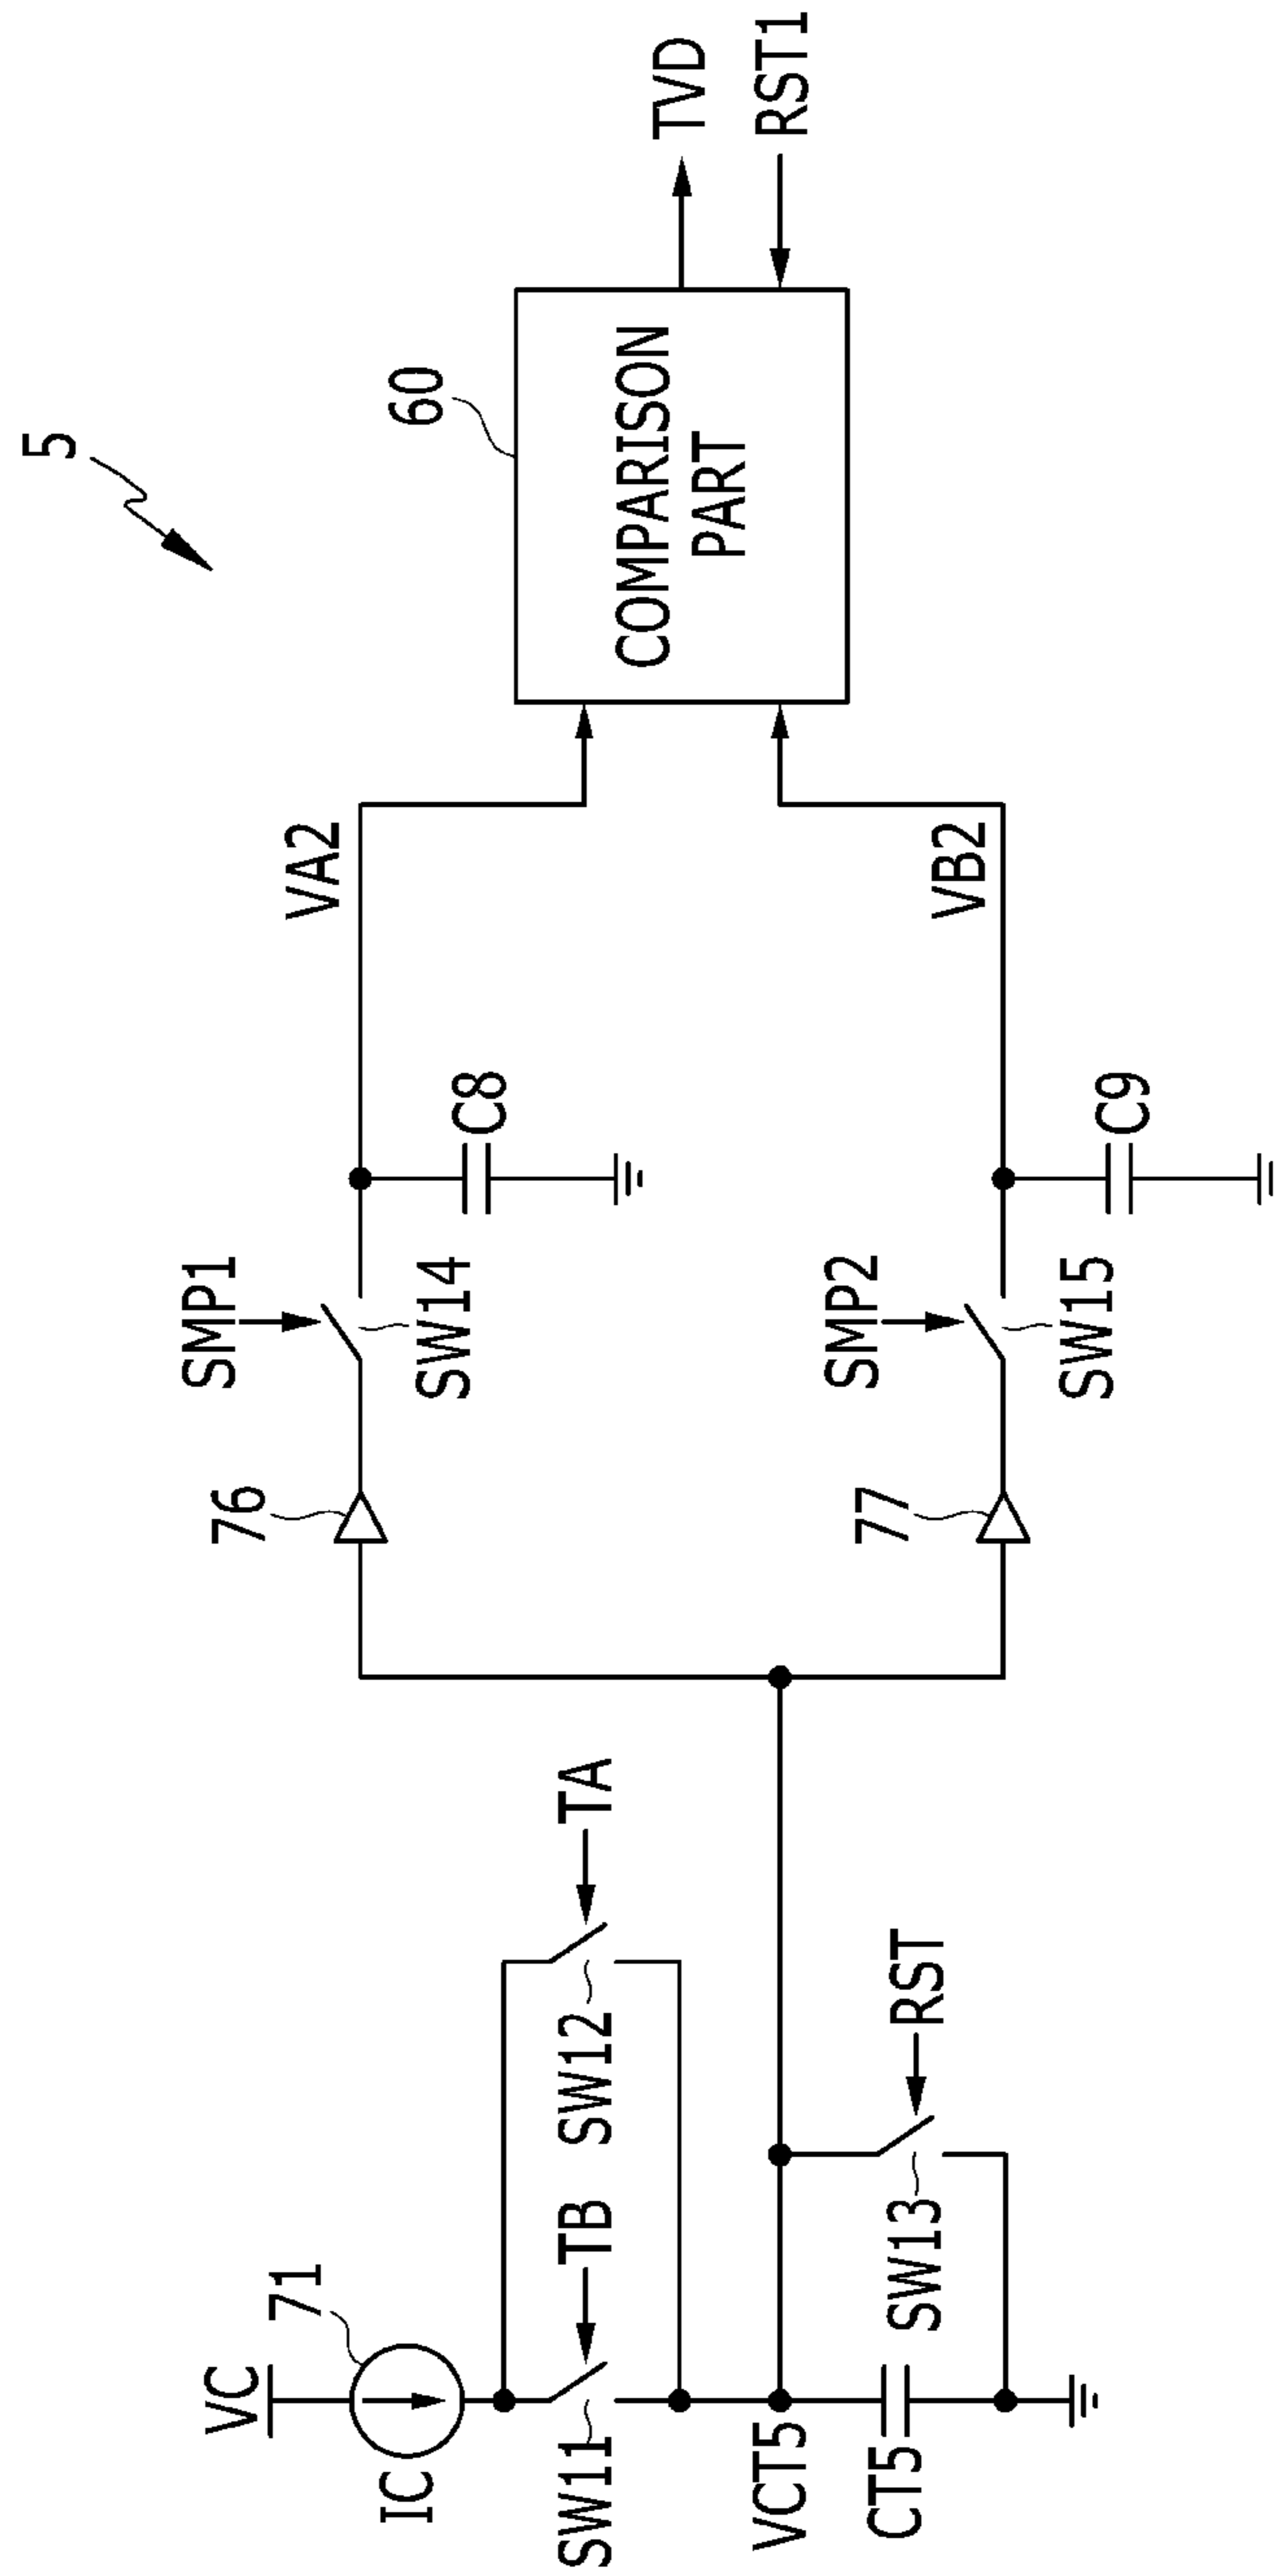 5
VC
71
IC
TB
SW11
TA
SW12
VCT5
CT5
RST
SW13
76
SMP1
SW14
C8
VA2
77
SMP2
SW15
C9
VB2
60
COMPARISON
PART
TVD
RST1